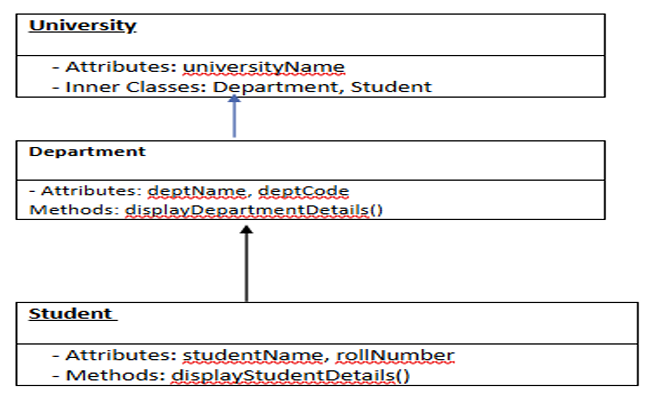 University
- Attributes: universityName
- Inner Classes: Department, Student
Department
- Attributes: deptName, deptCode
Methods: displayDepartmentDetails()
Student
- Attributes: studentName, rollNumber
- Methods: displayStudentDetails()